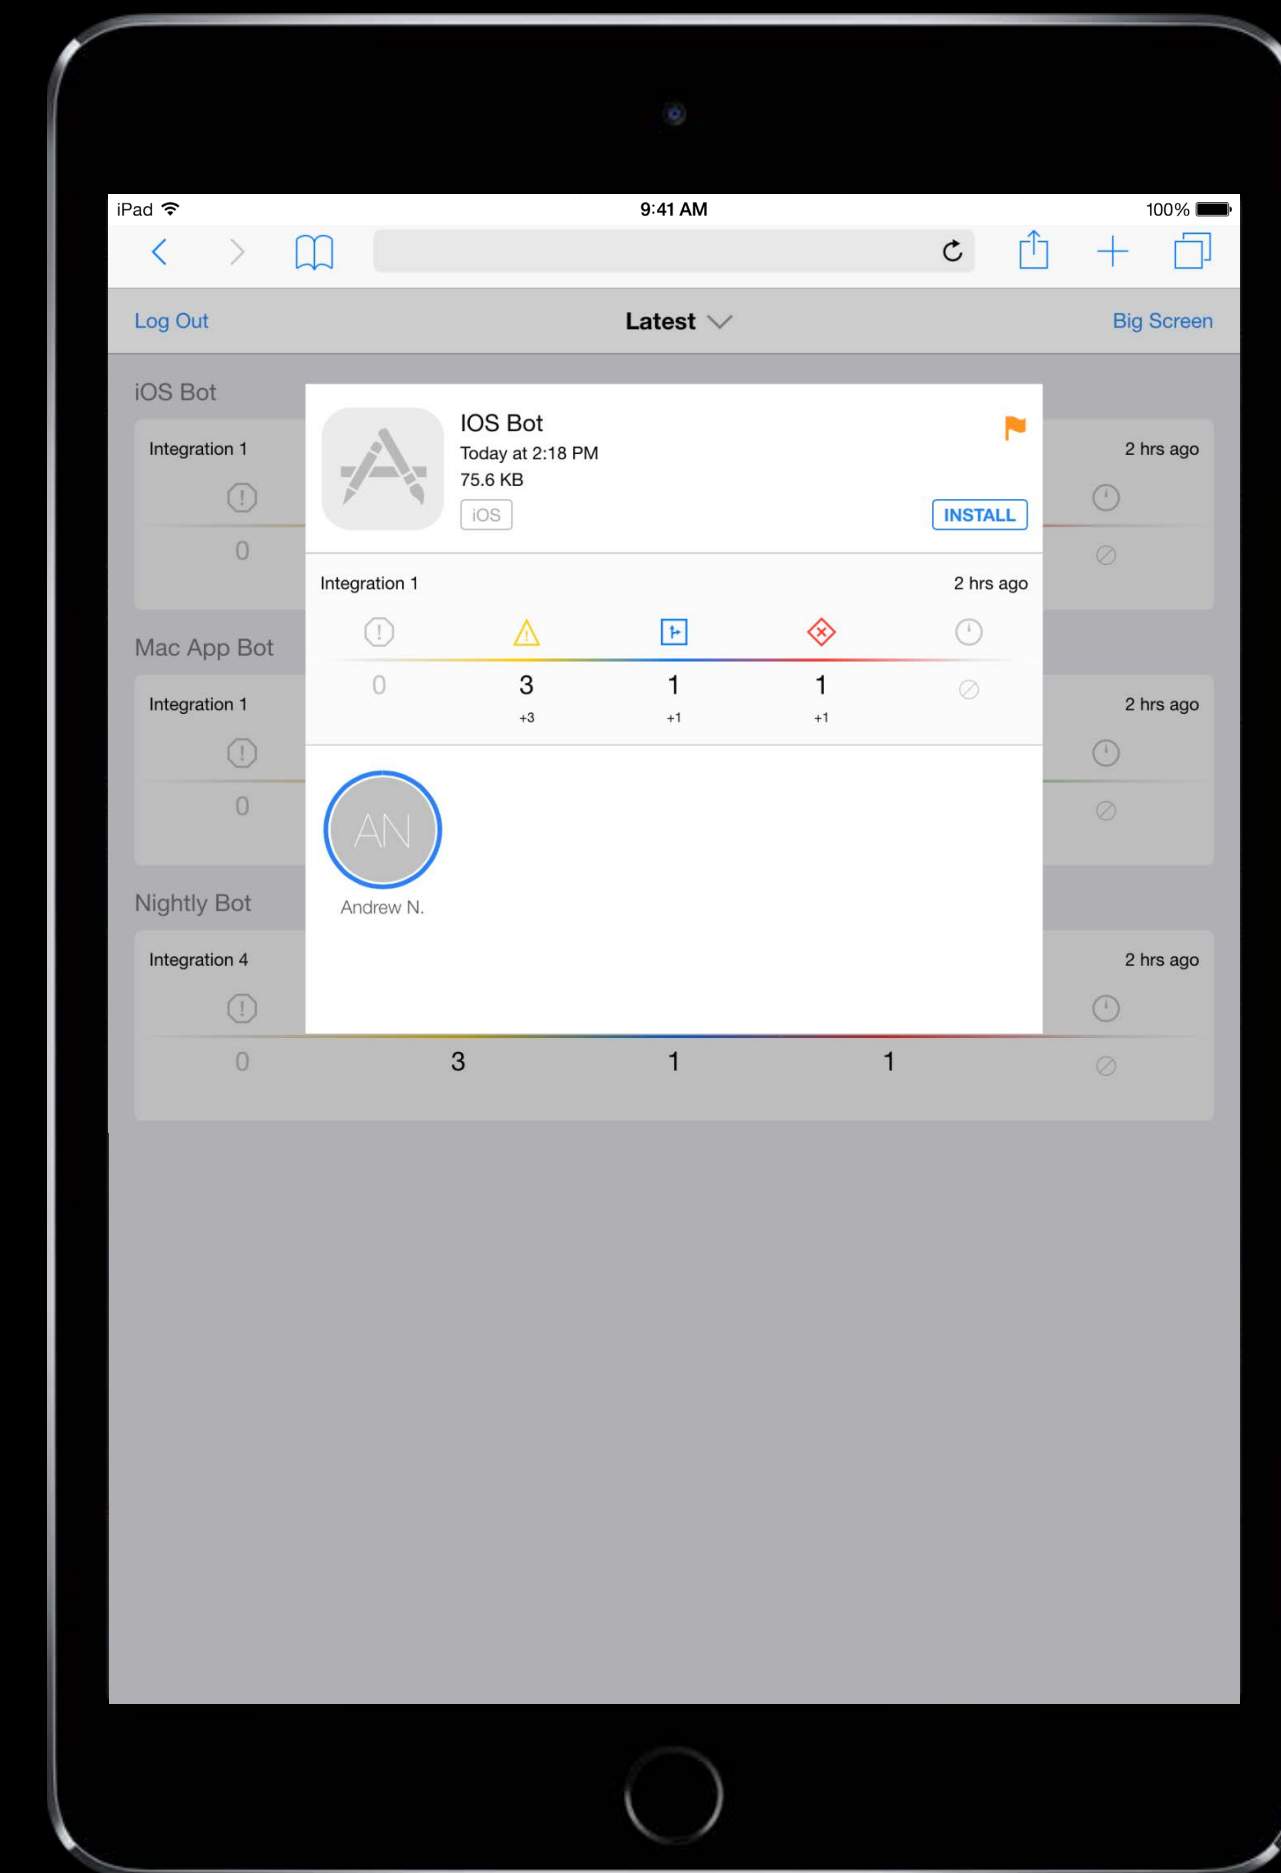 iPad 9:41 AM 100%
Log Out Latest Big Screen
iOS Bot
Integration 1 2 hrs ago
0
IOS Bot
Today at 2:18 PM
75.6 KB
iOS INSTALL
Integration 1 2 hrs ago
0 3 1 1
+3 +1 +1
AN
Andrew N.
Mac App Bot
Integration 1 2 hrs ago
0
Nightly Bot
Integration 4 2 hrs ago
0 3 1 1